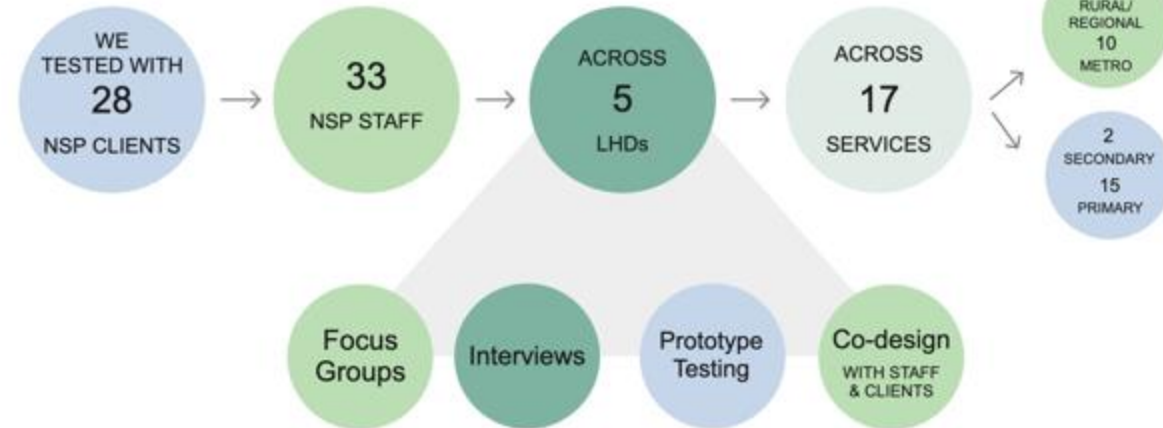 WE
TESTED WITH
28
NSP CLIENTS
33
NSP STAFF
ACROSS
5
LHDs
ACROSS
17
SERVICES
RURAL/
REGIONAL
10
METRO
2
SECONDARY
15
PRIMARY
Focus
Groups
Interviews
Prototype
Testing
Co-design
WITH STAFF
& CLIENTS